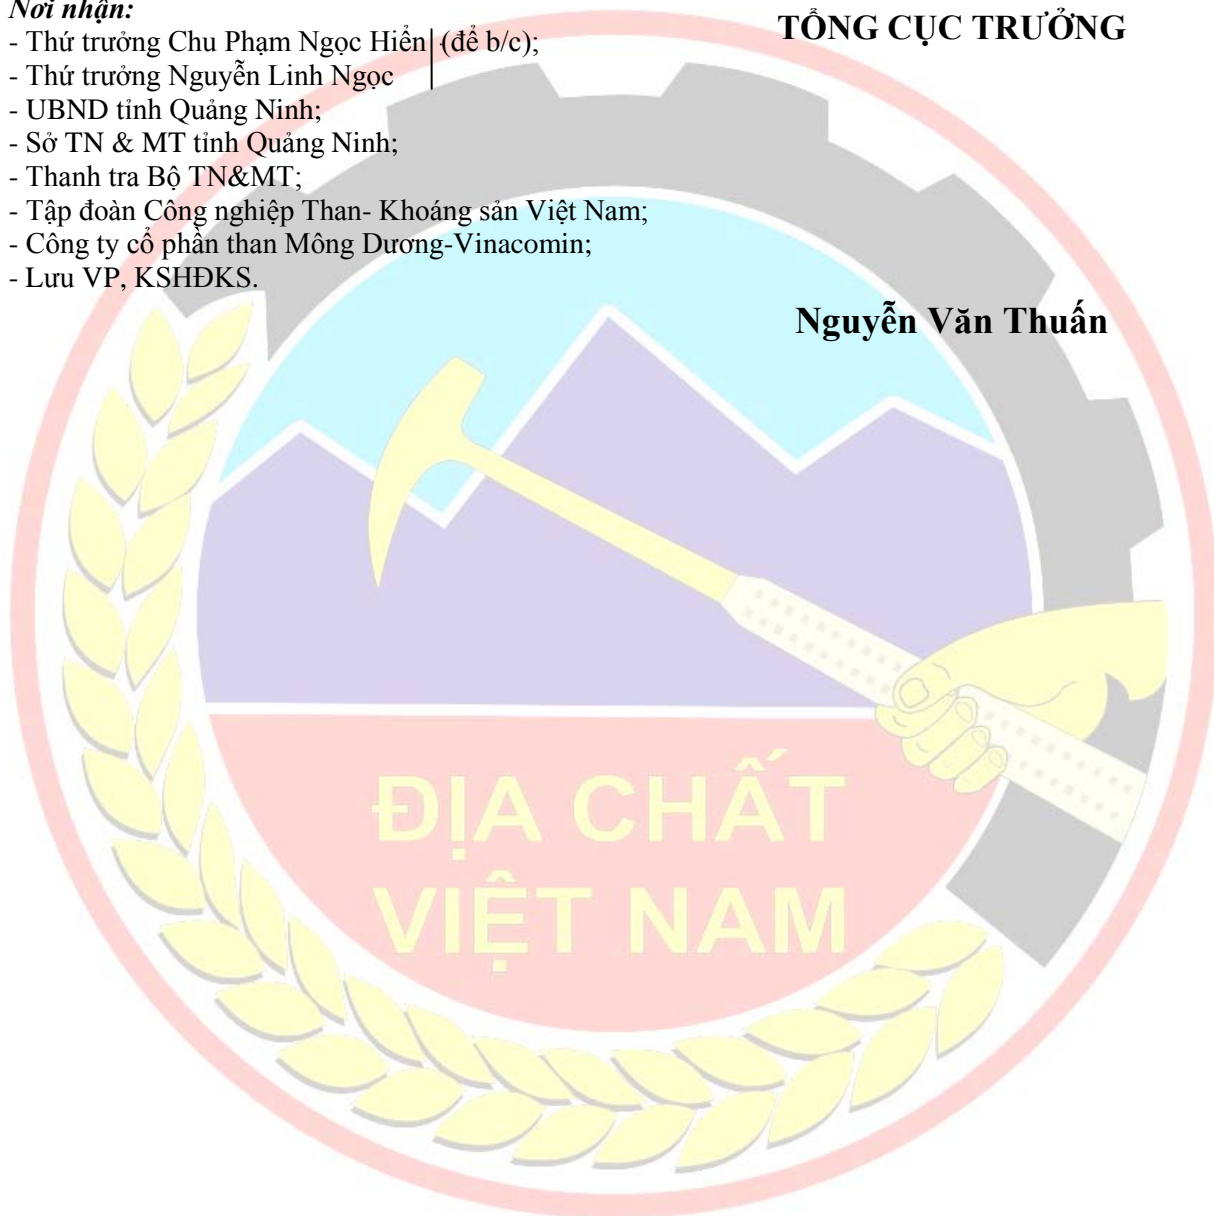 Nơi nhận:
- Thứ trưởng Chu Phạm Ngọc Hiển (để b/c);
- Thứ trưởng Nguyễn Linh Ngọc
- UBND tỉnh Quảng Ninh;
- Sở TN & MT tỉnh Quảng Ninh;
- Thanh tra Bộ TN&MT;
- Tập đoàn Công nghiệp Than- Khoáng sản Việt Nam;
- Công ty cổ phần than Mông Dương-Vinacomin;
- Lưu VP, KSHĐKS.
TỔNG CỤC TRƯỞNG
Nguyễn Văn Thuấn
ĐỊA CHẤT
VIỆT NAM